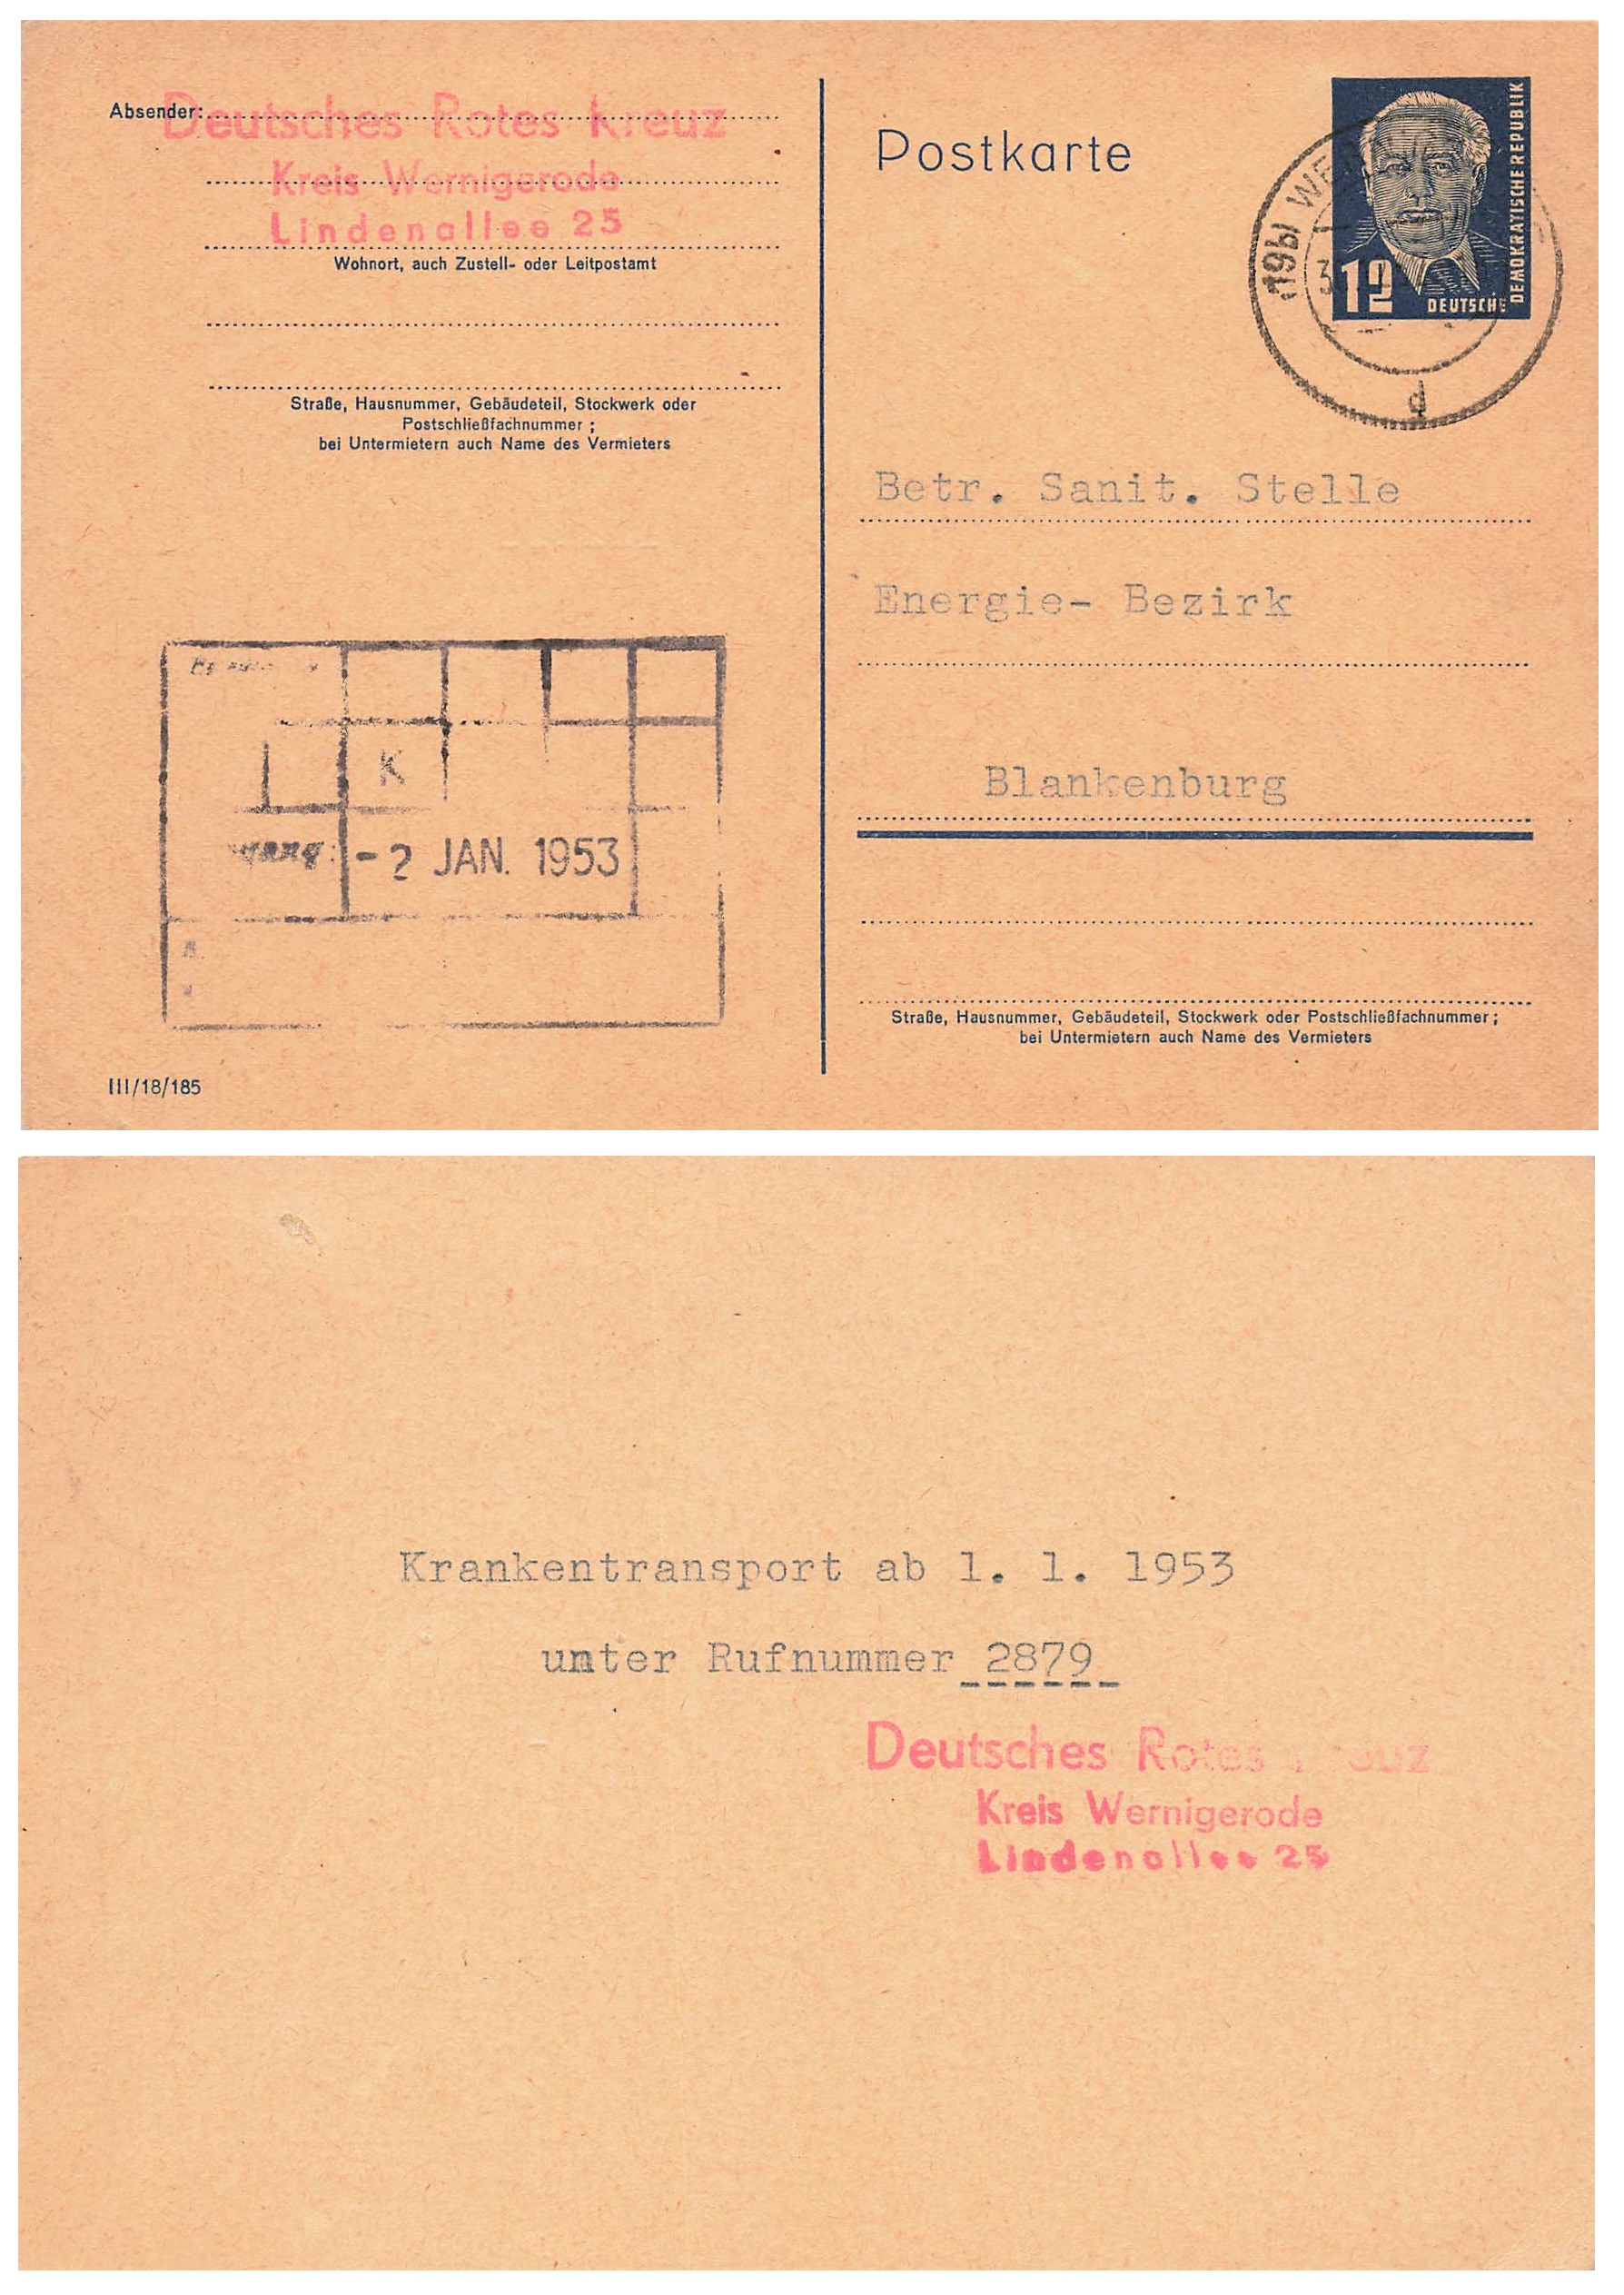 Absender:
Deutsches Rotes Kreuz
Kreis Wernigerode
Lindenallee 25
Wohnort, auch Zustell- oder Leitpostamt
Straße, Hausnummer, Gebäudeteil, Stockwerk oder
Postschließfachnummer ;
bei Untermietern auch Name des Vermieters
K
-2 JAN. 1953
III/18/185
Postkarte
12
DEUTSCHE
DEMOKRATISCHE REPUBLIK
(19b)
d
Betr. Sanit. Stelle
Energie- Bezirk
Blankenburg
Straße, Hausnummer, Gebäudeteil, Stockwerk oder Postschließfachnummer ;
bei Untermietern auch Name des Vermieters
Krankentransport ab 1. 1. 1953
unter Rufnummer 2879
Deutsches Rotes Kreuz
Kreis Wernigerode
Lindenallee 25